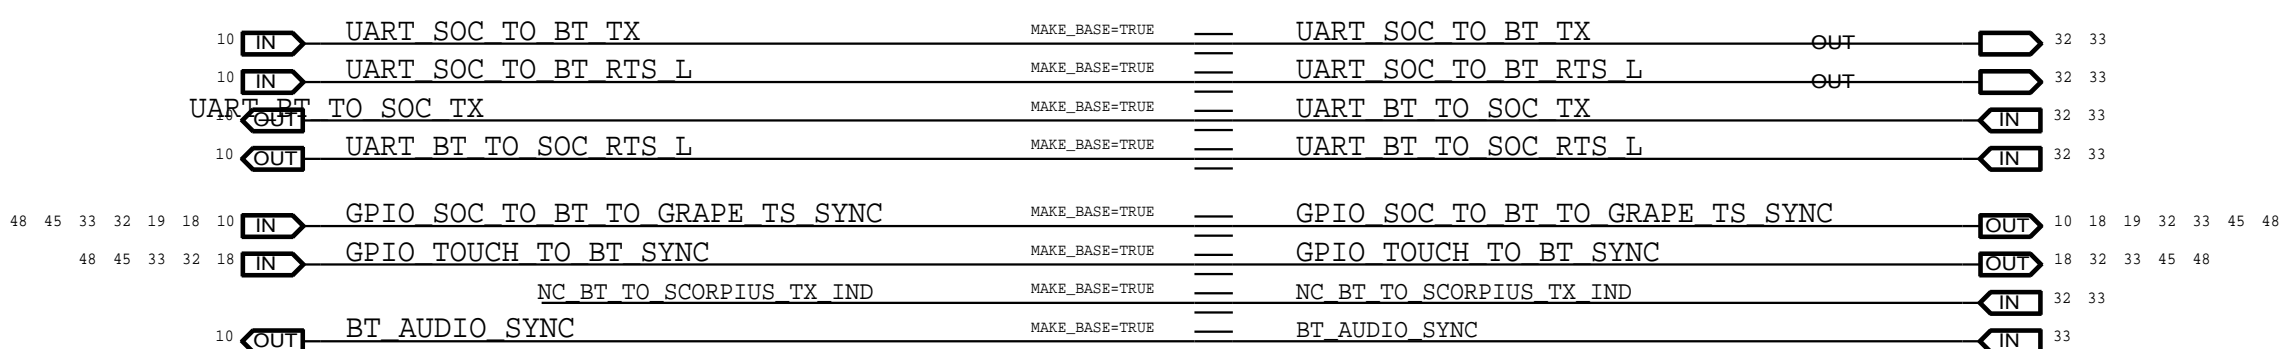 10 IN UART_SOC_TO_BT_TX MAKE_BASE=TRUE UART_SOC_TO_BT_TX OUT 32 33
10 IN UART_SOC_TO_BT_RTS_L MAKE_BASE=TRUE UART_SOC_TO_BT_RTS_L OUT 32 33
10 OUT UART_BT_TO_SOC_TX MAKE_BASE=TRUE UART_BT_TO_SOC_TX IN 32 33
10 OUT UART_BT_TO_SOC_RTS_L MAKE_BASE=TRUE UART_BT_TO_SOC_RTS_L IN 32 33
48 45 33 32 19 18 10 IN GPIO_SOC_TO_BT_TO_GRAPE_TS_SYNC MAKE_BASE=TRUE GPIO_SOC_TO_BT_TO_GRAPE_TS_SYNC OUT 10 18 19 32 33 45 48
48 45 33 32 18 IN GPIO_TOUCH_TO_BT_SYNC MAKE_BASE=TRUE GPIO_TOUCH_TO_BT_SYNC OUT 18 32 33 45 48
NC_BT_TO_SCORPIUS_TX_IND MAKE_BASE=TRUE NC_BT_TO_SCORPIUS_TX_IND IN 32 33
10 OUT BT_AUDIO_SYNC MAKE_BASE=TRUE BT_AUDIO_SYNC IN 33